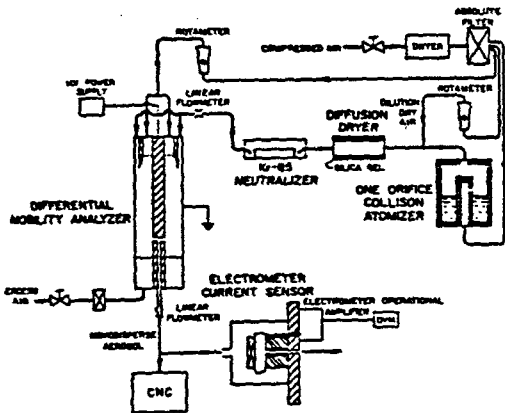 ROTAMETER
COMPRESSED AIR
DRYER
ABSOLUTE
FILTER
POWER
SUPPLY
LINEAR
FLOWMETER
ROTAMETER
DILUTION
DRY
AIR
DIFFUSION
DRYER
SILICA GEL
Kr-85
NEUTRALIZER
ONE ORIFICE
COLLISON
ATOMIZER
DIFFERENTIAL
MOBILITY ANALYZER
EXCESS
AIR
LINEAR
FLOWMETER
MONODISPERSE
AEROSOL
ELECTROMETER
CURRENT SENSOR
ELECTROMETER OPERATIONAL
AMPLIFIER
DVM
CNC